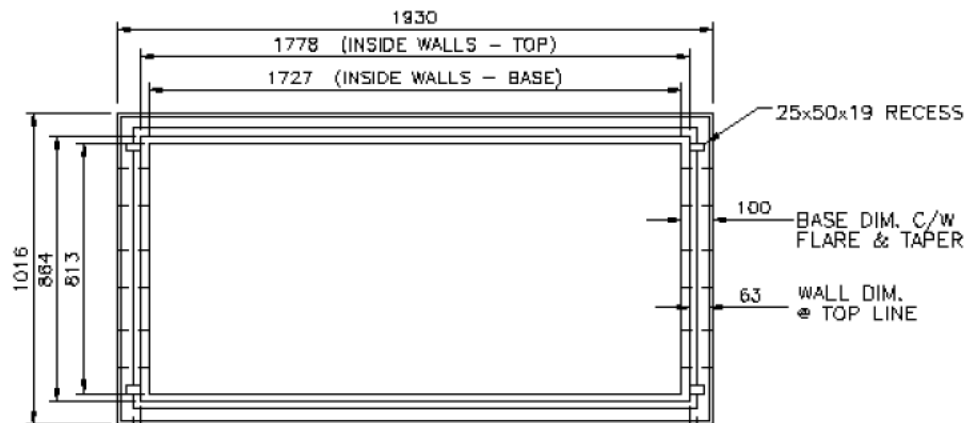 1930
1778 (INSIDE WALLS - TOP)
1727 (INSIDE WALLS - BASE)
25x50x19 RECESS
100
BASE DIM. C/W
FLARE & TAPER
1016
864
813
63
WALL DIM.
@ TOP LINE